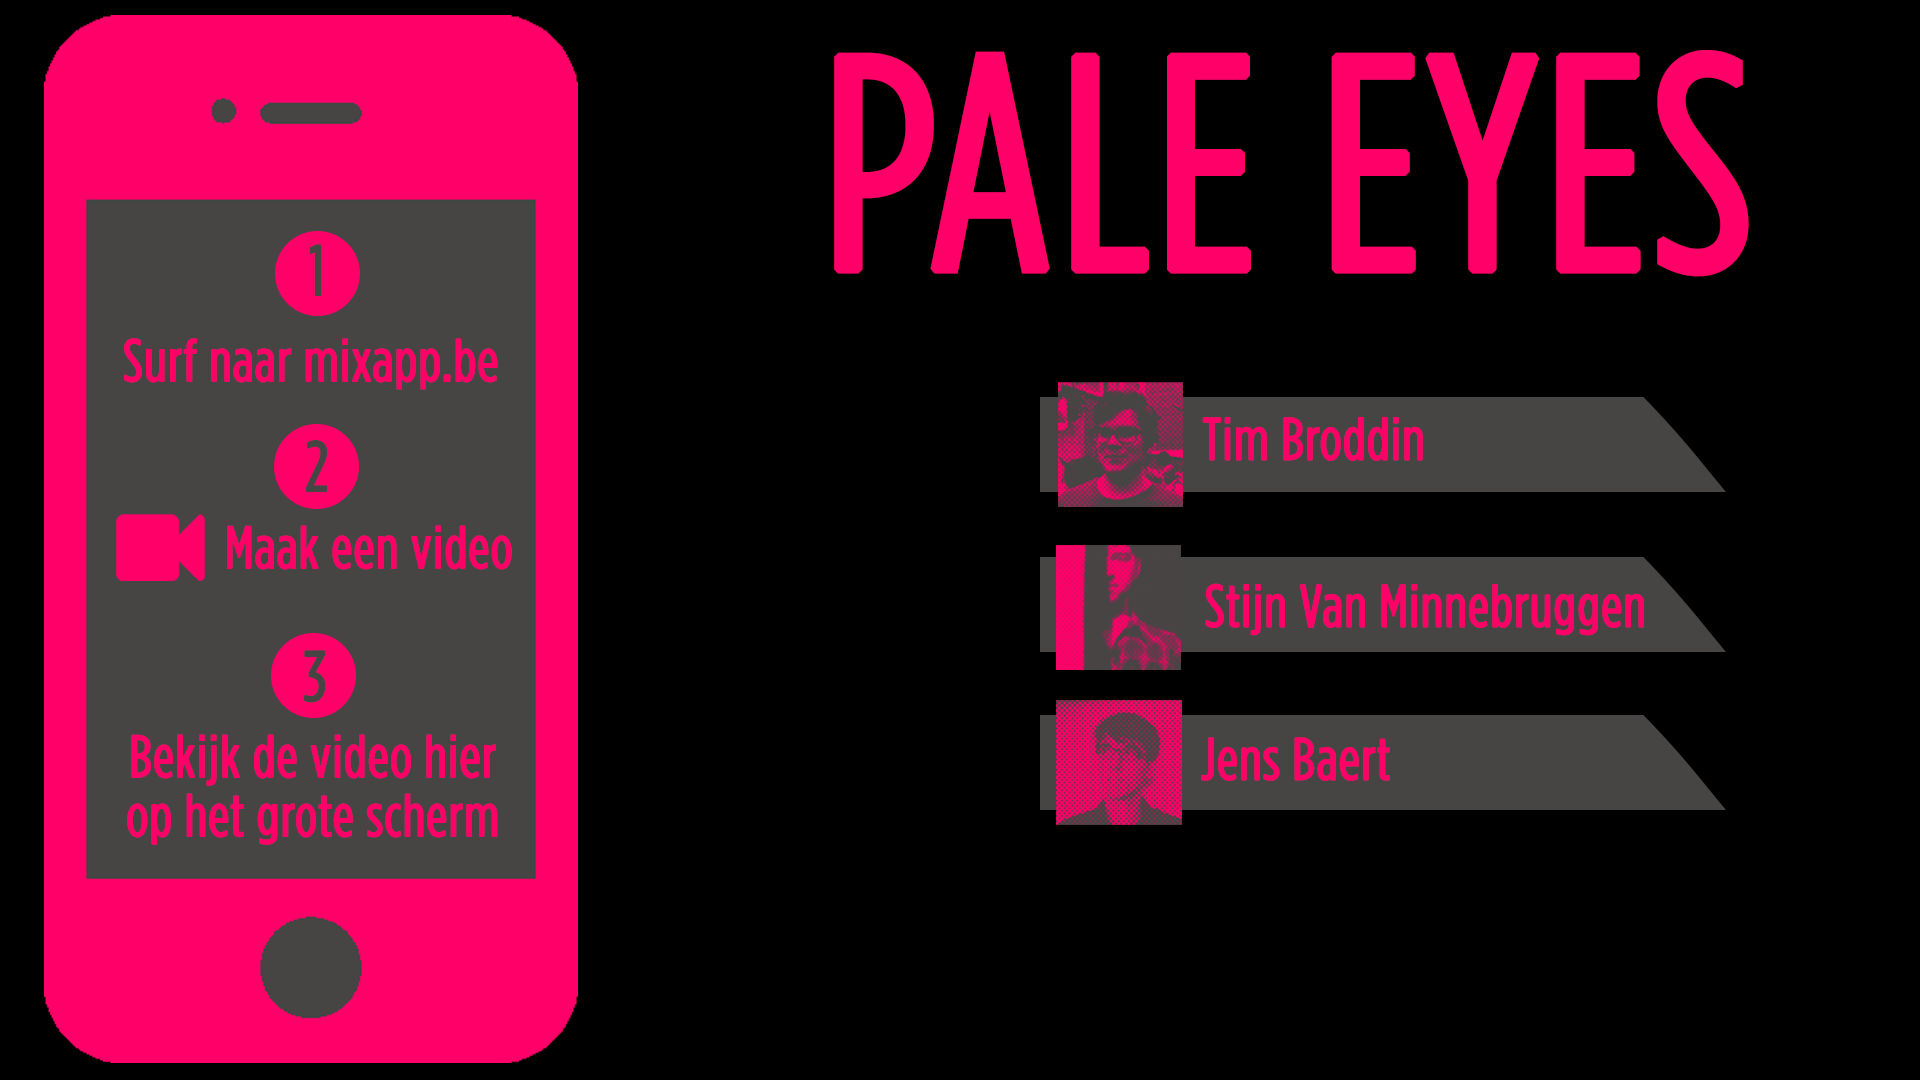 1
Surf naar mixapp.be
2
Maak een video
3
Bekijk de video hier
op het grote scherm
PALE EYES
Tim Broddin
Stijn Van Minnebruggen
Jens Baert